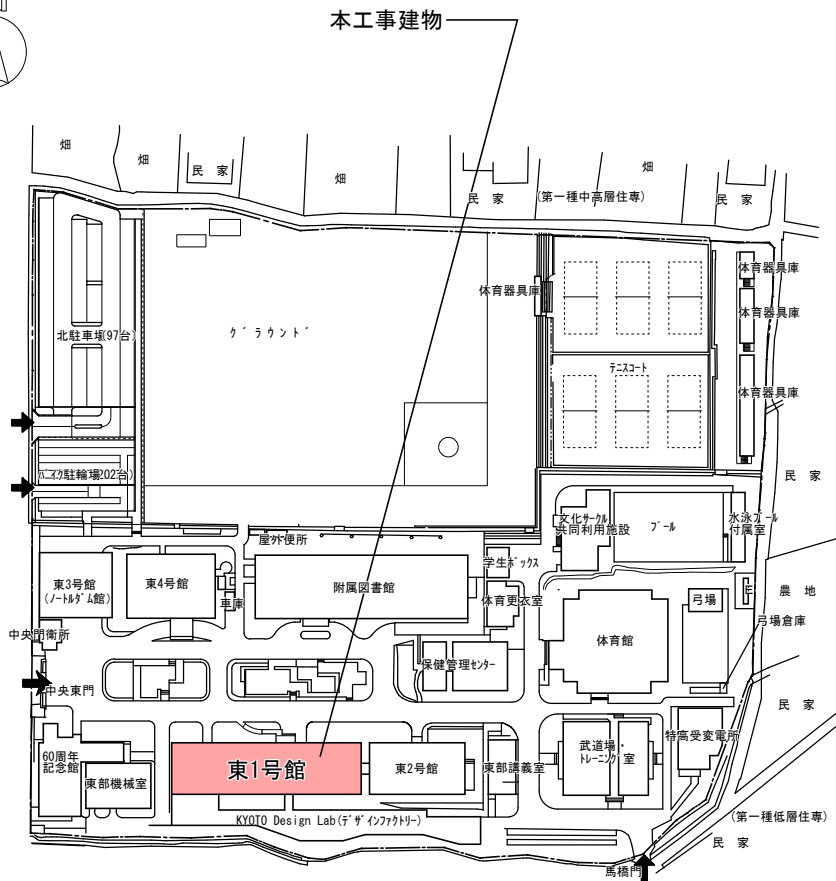 本工事建物
畑
畑
民 家
畑
民 家
(第一種中高層住専)
畑
民 家
体育器具庫
体育器具庫
体育器具庫
体育器具庫
北駐車場(97台)
グラウンド
テニスコート
バイク駐輪場(202台)
民 家
屋外便所
文化サークル
共同利用施設
プール
水泳プール
付属室
東3号館
(ノートルダム館)
東4号館
車庫
附属図書館
学生ボックス
体育更衣室
弓場
E
農 地
弓場倉庫
中央門衛所
体育館
保健管理センター
中央東門
民 家
60周年
記念館
東部機械室
東1号館
東2号館
東部講義室
武道場・
トレーニング室
特高受変電所
KYOTO Design Lab(デザインファクトリー)
(第一種低層住専)
民 家
馬橋門